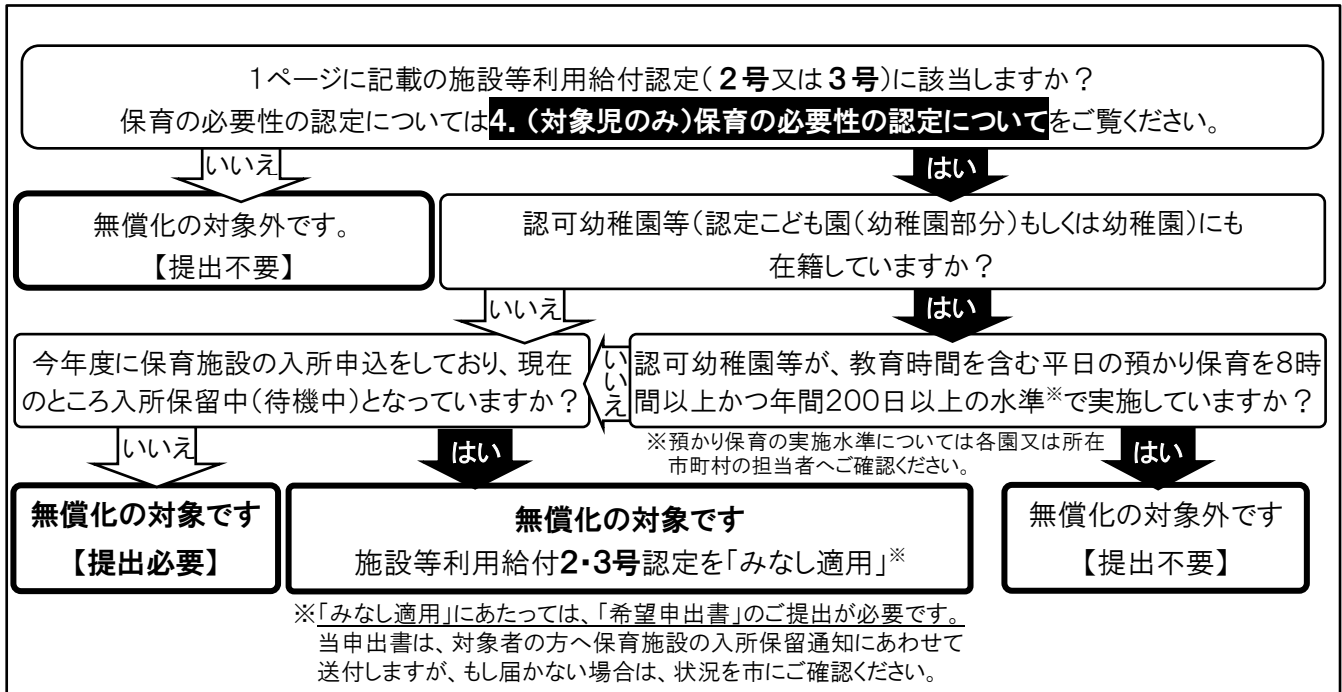 1ページに記載の施設等利用給付認定(2号又は3号)に該当しますか?
保育の必要性の認定については4.(対象児のみ)保育の必要性の認定についてをご覧ください。
いいえ
はい
無償化の対象外です。
【提出不要】
認可幼稚園等(認定こども園(幼稚園部分)もしくは幼稚園)にも
在籍していますか?
いいえ
はい
今年度に保育施設の入所申込をしており、現在
のところ入所保留中(待機中)となっていますか?
いいえ
認可幼稚園等が、教育時間を含む平日の預かり保育を8時
間以上かつ年間200日以上の水準※で実施していますか?
※預かり保育の実施水準については各園又は所在
市町村の担当者へご確認ください。
いいえ
はい
はい
無償化の対象です
【提出必要】
無償化の対象です
施設等利用給付2・3号認定を「みなし適用」※
無償化の対象外です
【提出不要】
※「みなし適用」にあたっては、「希望申出書」のご提出が必要です。
当申出書は、対象者の方へ保育施設の入所保留通知にあわせて
送付しますが、もし届かない場合は、状況を市にご確認ください。